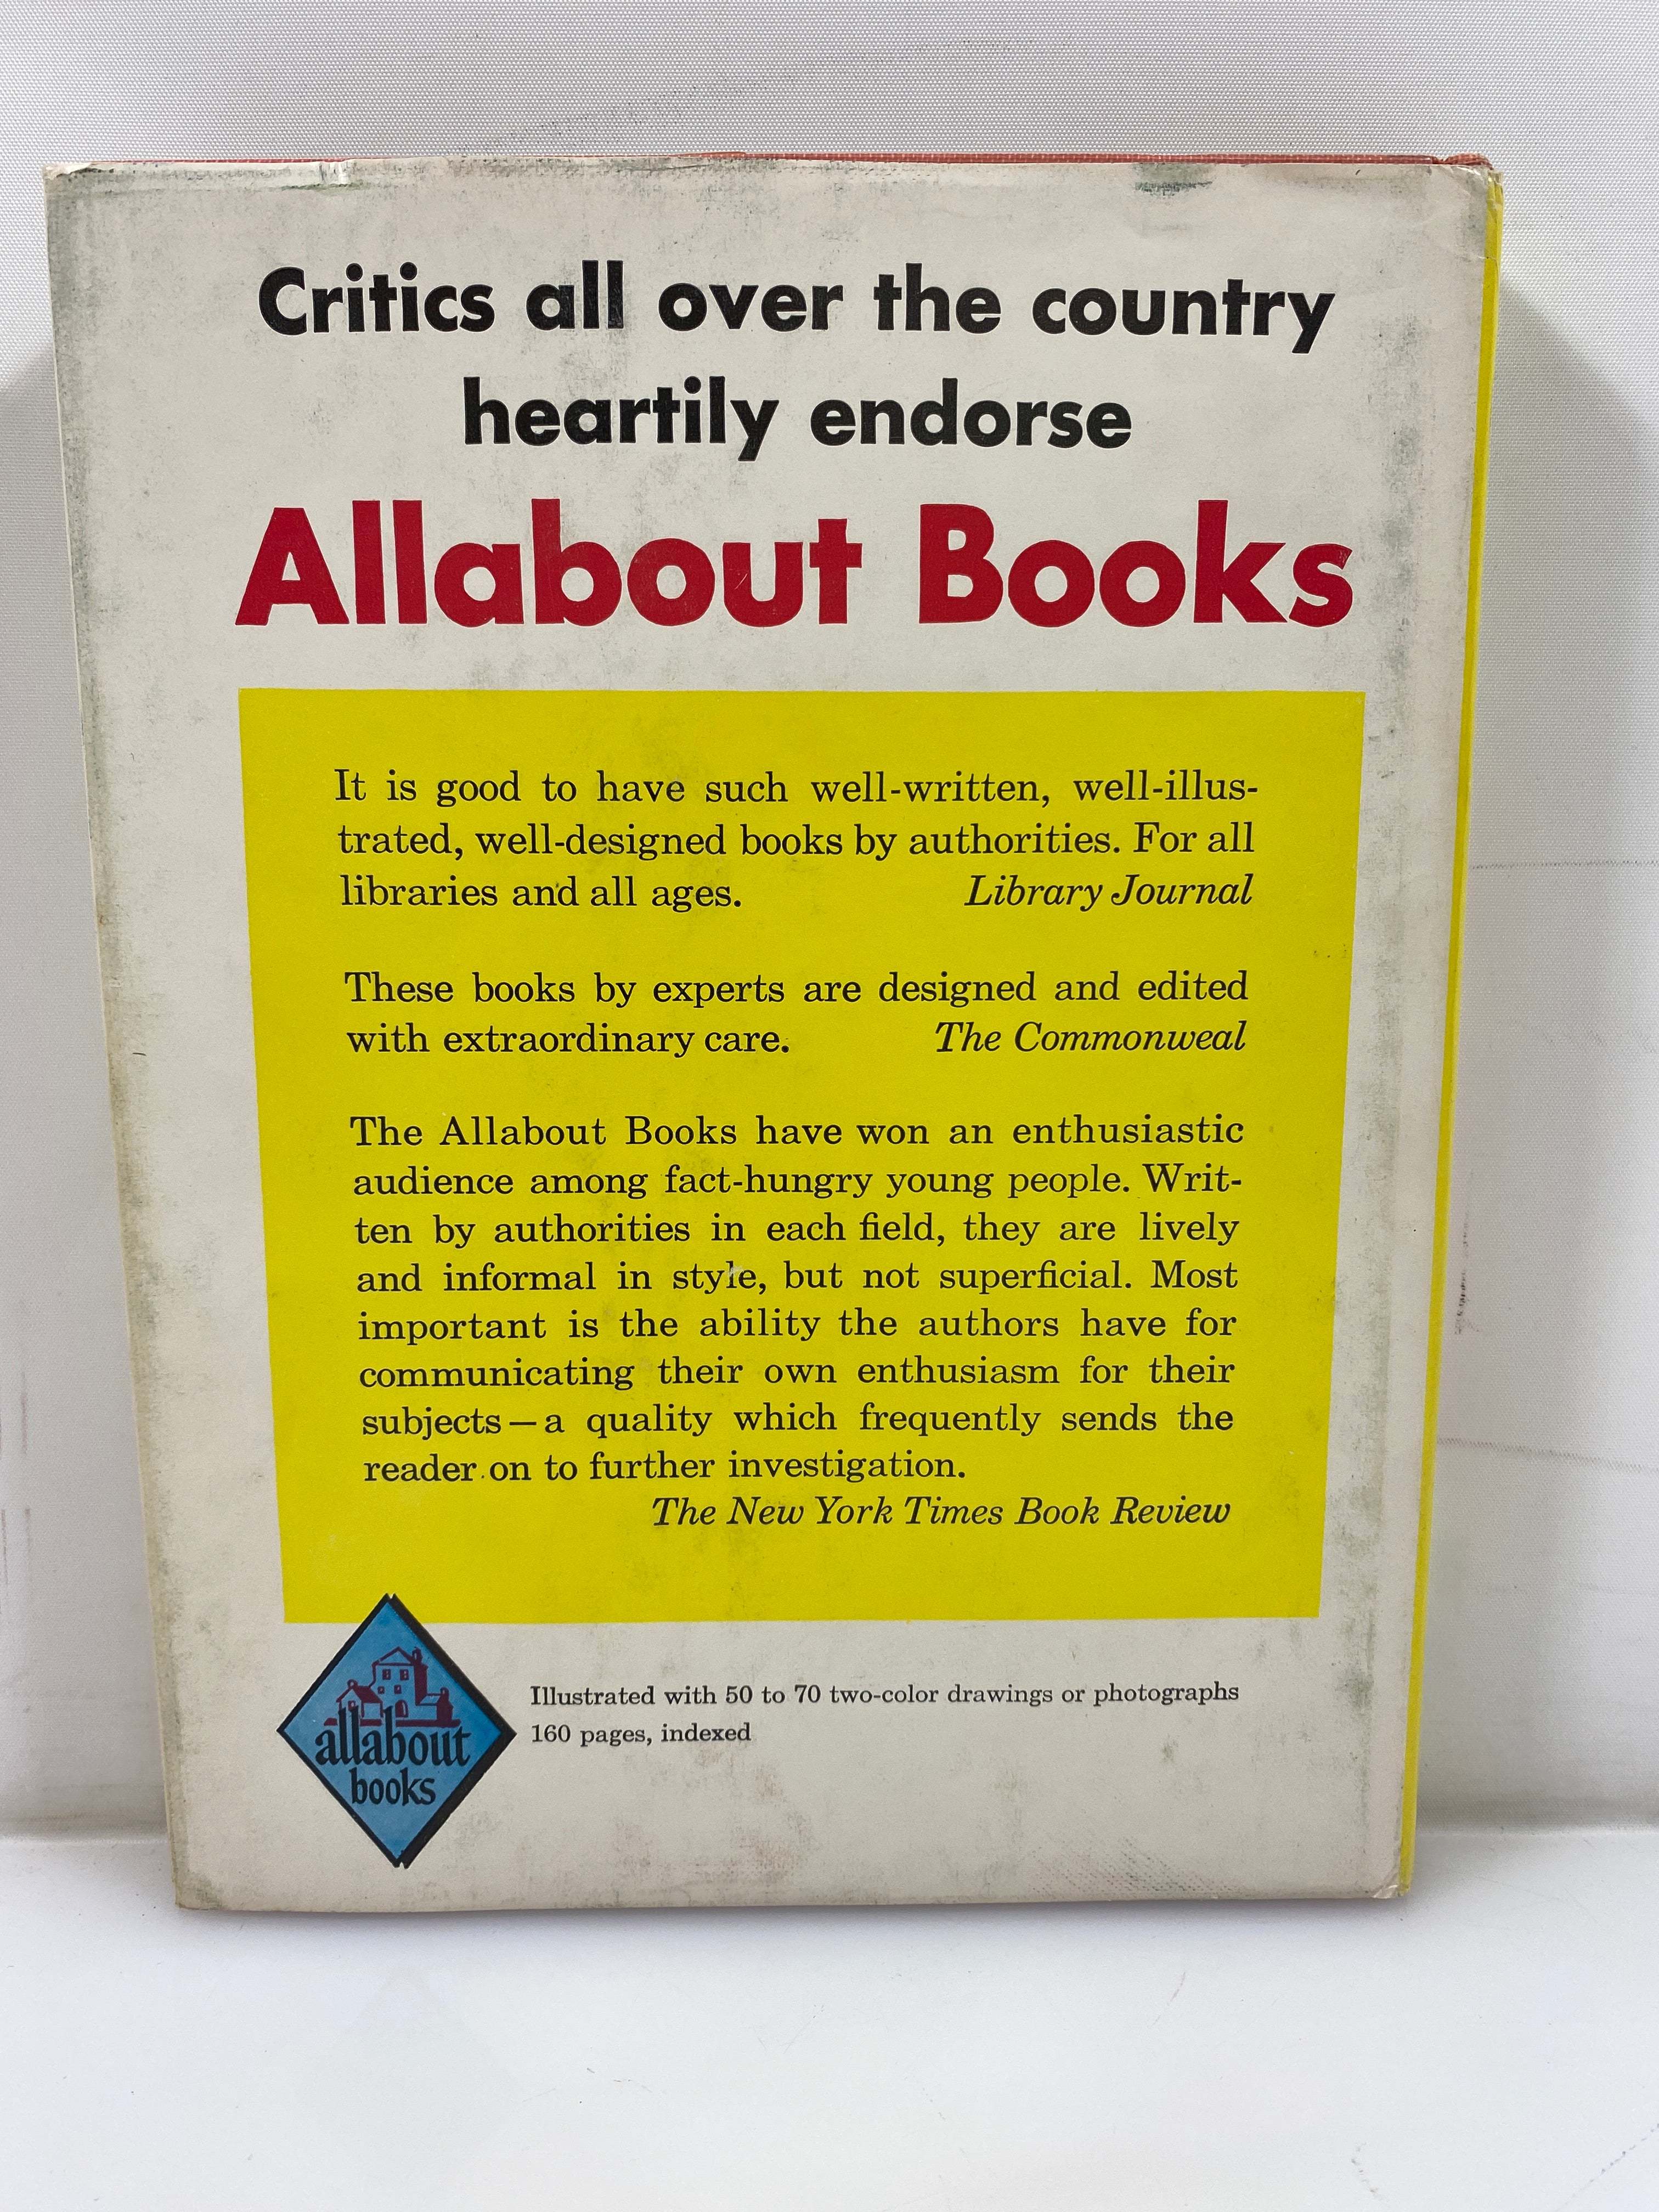 Critics all over the country
heartily endorse
Allabout Books
It is good to have such well-written, well-illus-
trated, well-designed books by authorities. For all
libraries and all ages. Library Journal
These books by experts are designed and edited
with extraordinary care. The Commonweal
The Allabout Books have won an enthusiastic
audience among fact-hungry young people. Writ-
ten by authorities in each field, they are lively
and informal in style, but not superficial. Most
important is the ability the authors have for
communicating their own enthusiasm for their
subjects—a quality which frequently sends the
reader on to further investigation.
The New York Times Book Review
allabout
books
Illustrated with 50 to 70 two-color drawings or photographs
160 pages, indexed